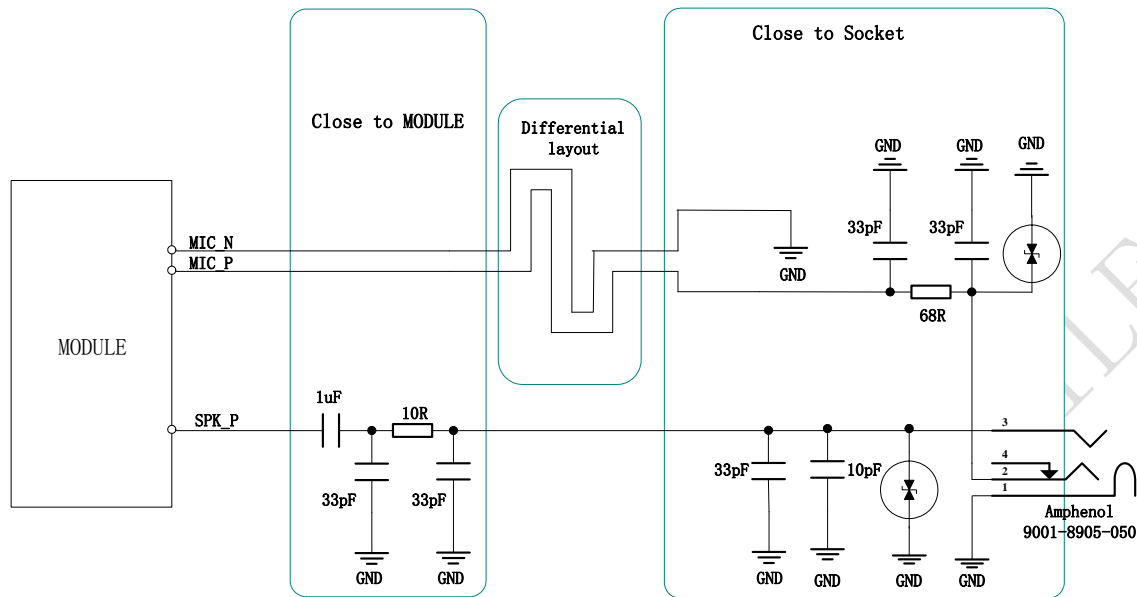 Close to Socket
Close to MODULE
Differential
layout
GND
GND
GND
33pF
33pF
MIC_N
MIC_P
GND
68R
MODULE
1uF
10R
SPK_P
3
33pF
10pF
4
2
1
33pF
33pF
Amphenol
9001-8905-050
GND
GND
GND
GND
GND
GND